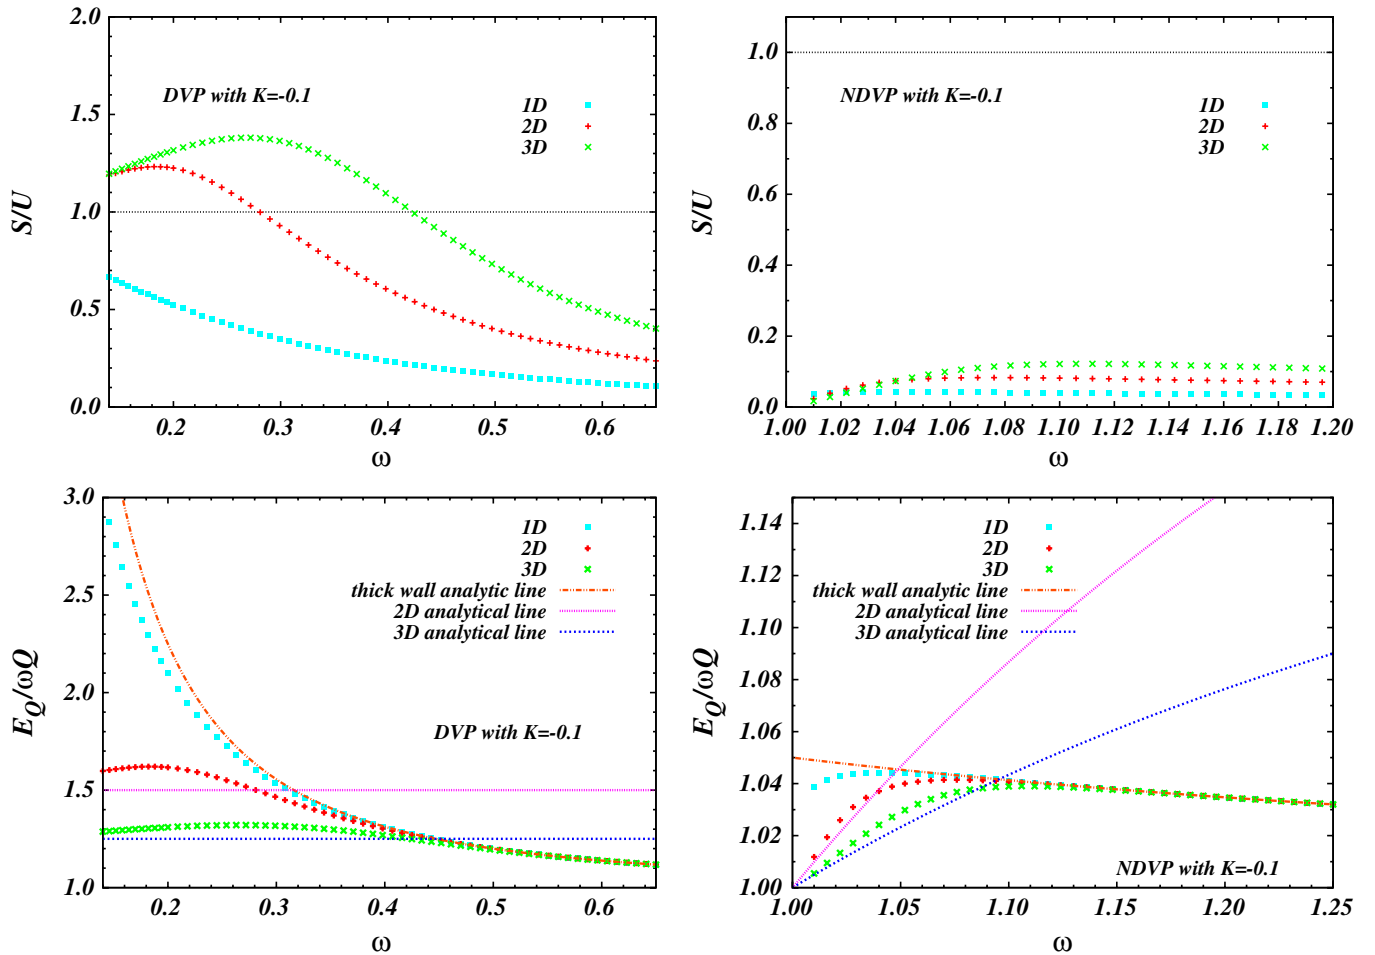 2.0
1.5
1.0
0.5
0.0
S/U
DVP with K=-0.1
1D
2D
3D
0.2
0.3
0.4
0.5
0.6
ω
1.0
0.8
0.6
0.4
0.2
0.0
S/U
NDVP with K=-0.1
1D
2D
3D
1.00
1.02
1.04
1.06
1.08
1.10
1.12
1.14
1.16
1.18
1.20
ω
3.0
2.5
2.0
1.5
1.0
E_Q/ωQ
1D
2D
3D
thick wall analytic line
2D analytical line
3D analytical line
DVP with K=-0.1
0.2
0.3
0.4
0.5
0.6
ω
1.14
1.12
1.10
1.08
1.06
1.04
1.02
1.00
E_Q/ωQ
1D
2D
3D
thick wall analytic line
2D analytical line
3D analytical line
NDVP with K=-0.1
1.00
1.05
1.10
1.15
1.20
1.25
ω